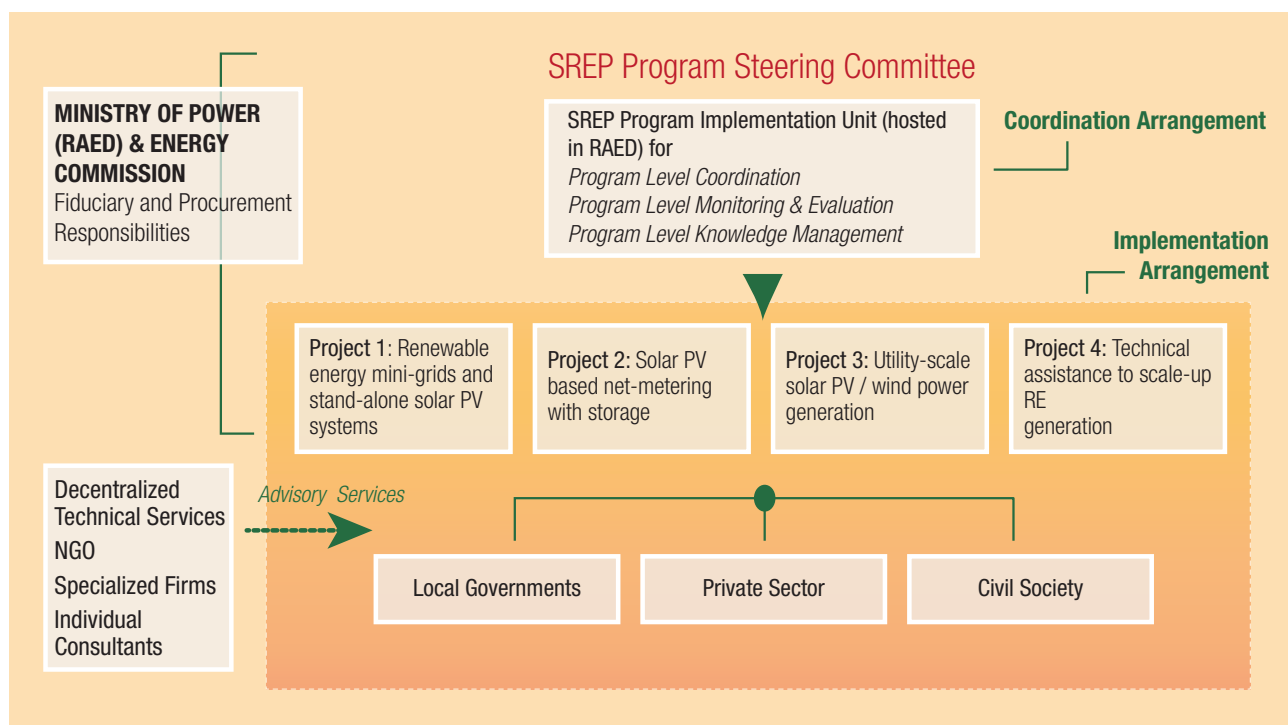 SREP Program Steering Committee
MINISTRY OF POWER
(RAED) & ENERGY
COMMISSION
Fiduciary and Procurement
Responsibilities
SREP Program Implementation Unit (hosted
in RAED) for
Program Level Coordination
Program Level Monitoring & Evaluation
Program Level Knowledge Management
Coordination Arrangement
Implementation
Arrangement
Project 1: Renewable
energy mini-grids and
stand-alone solar PV
systems
Project 2: Solar PV
based net-metering
with storage
Project 3: Utility-scale
solar PV / wind power
generation
Project 4: Technical
assistance to scale-up
RE
generation
Decentralized
Technical Services
NGO
Specialized Firms
Individual
Consultants
Advisory Services
Local Governments
Private Sector
Civil Society